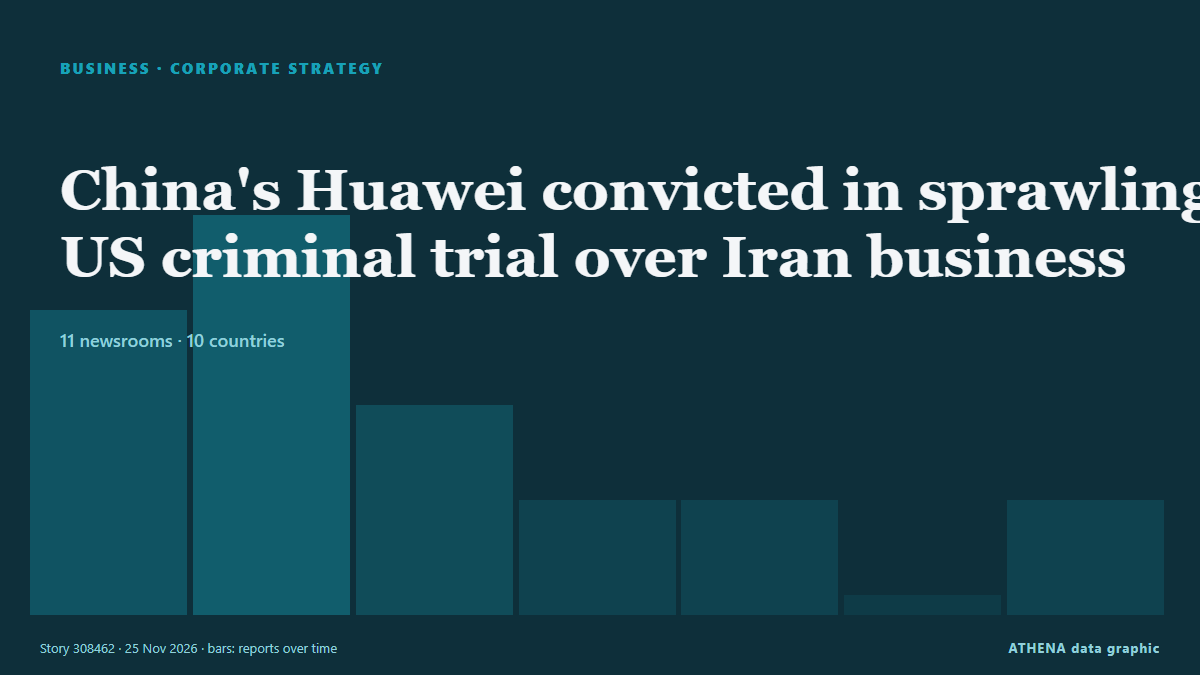 BUSINESS · CORPORATE STRATEGY
China's Huawei convicted in sprawling
US criminal trial over Iran business
11 newsrooms · 10 countries
Story 308462 · 25 Nov 2026 · bars: reports over time
ATHENA data graphic